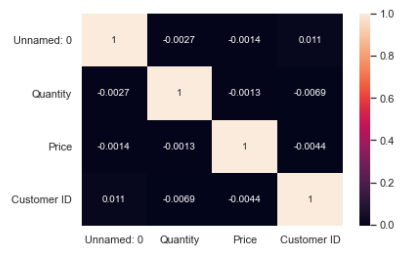 Unnamed: 0 1 -0.0027 -0.0014 0.011
Quantity -0.0027 1 -0.0013 -0.0069
Price -0.0014 -0.0013 1 -0.0044
Customer ID 0.011 -0.0069 -0.0044 1
Unnamed: 0 Quantity Price Customer ID
1.0
0.8
0.6
0.4
0.2
0.0